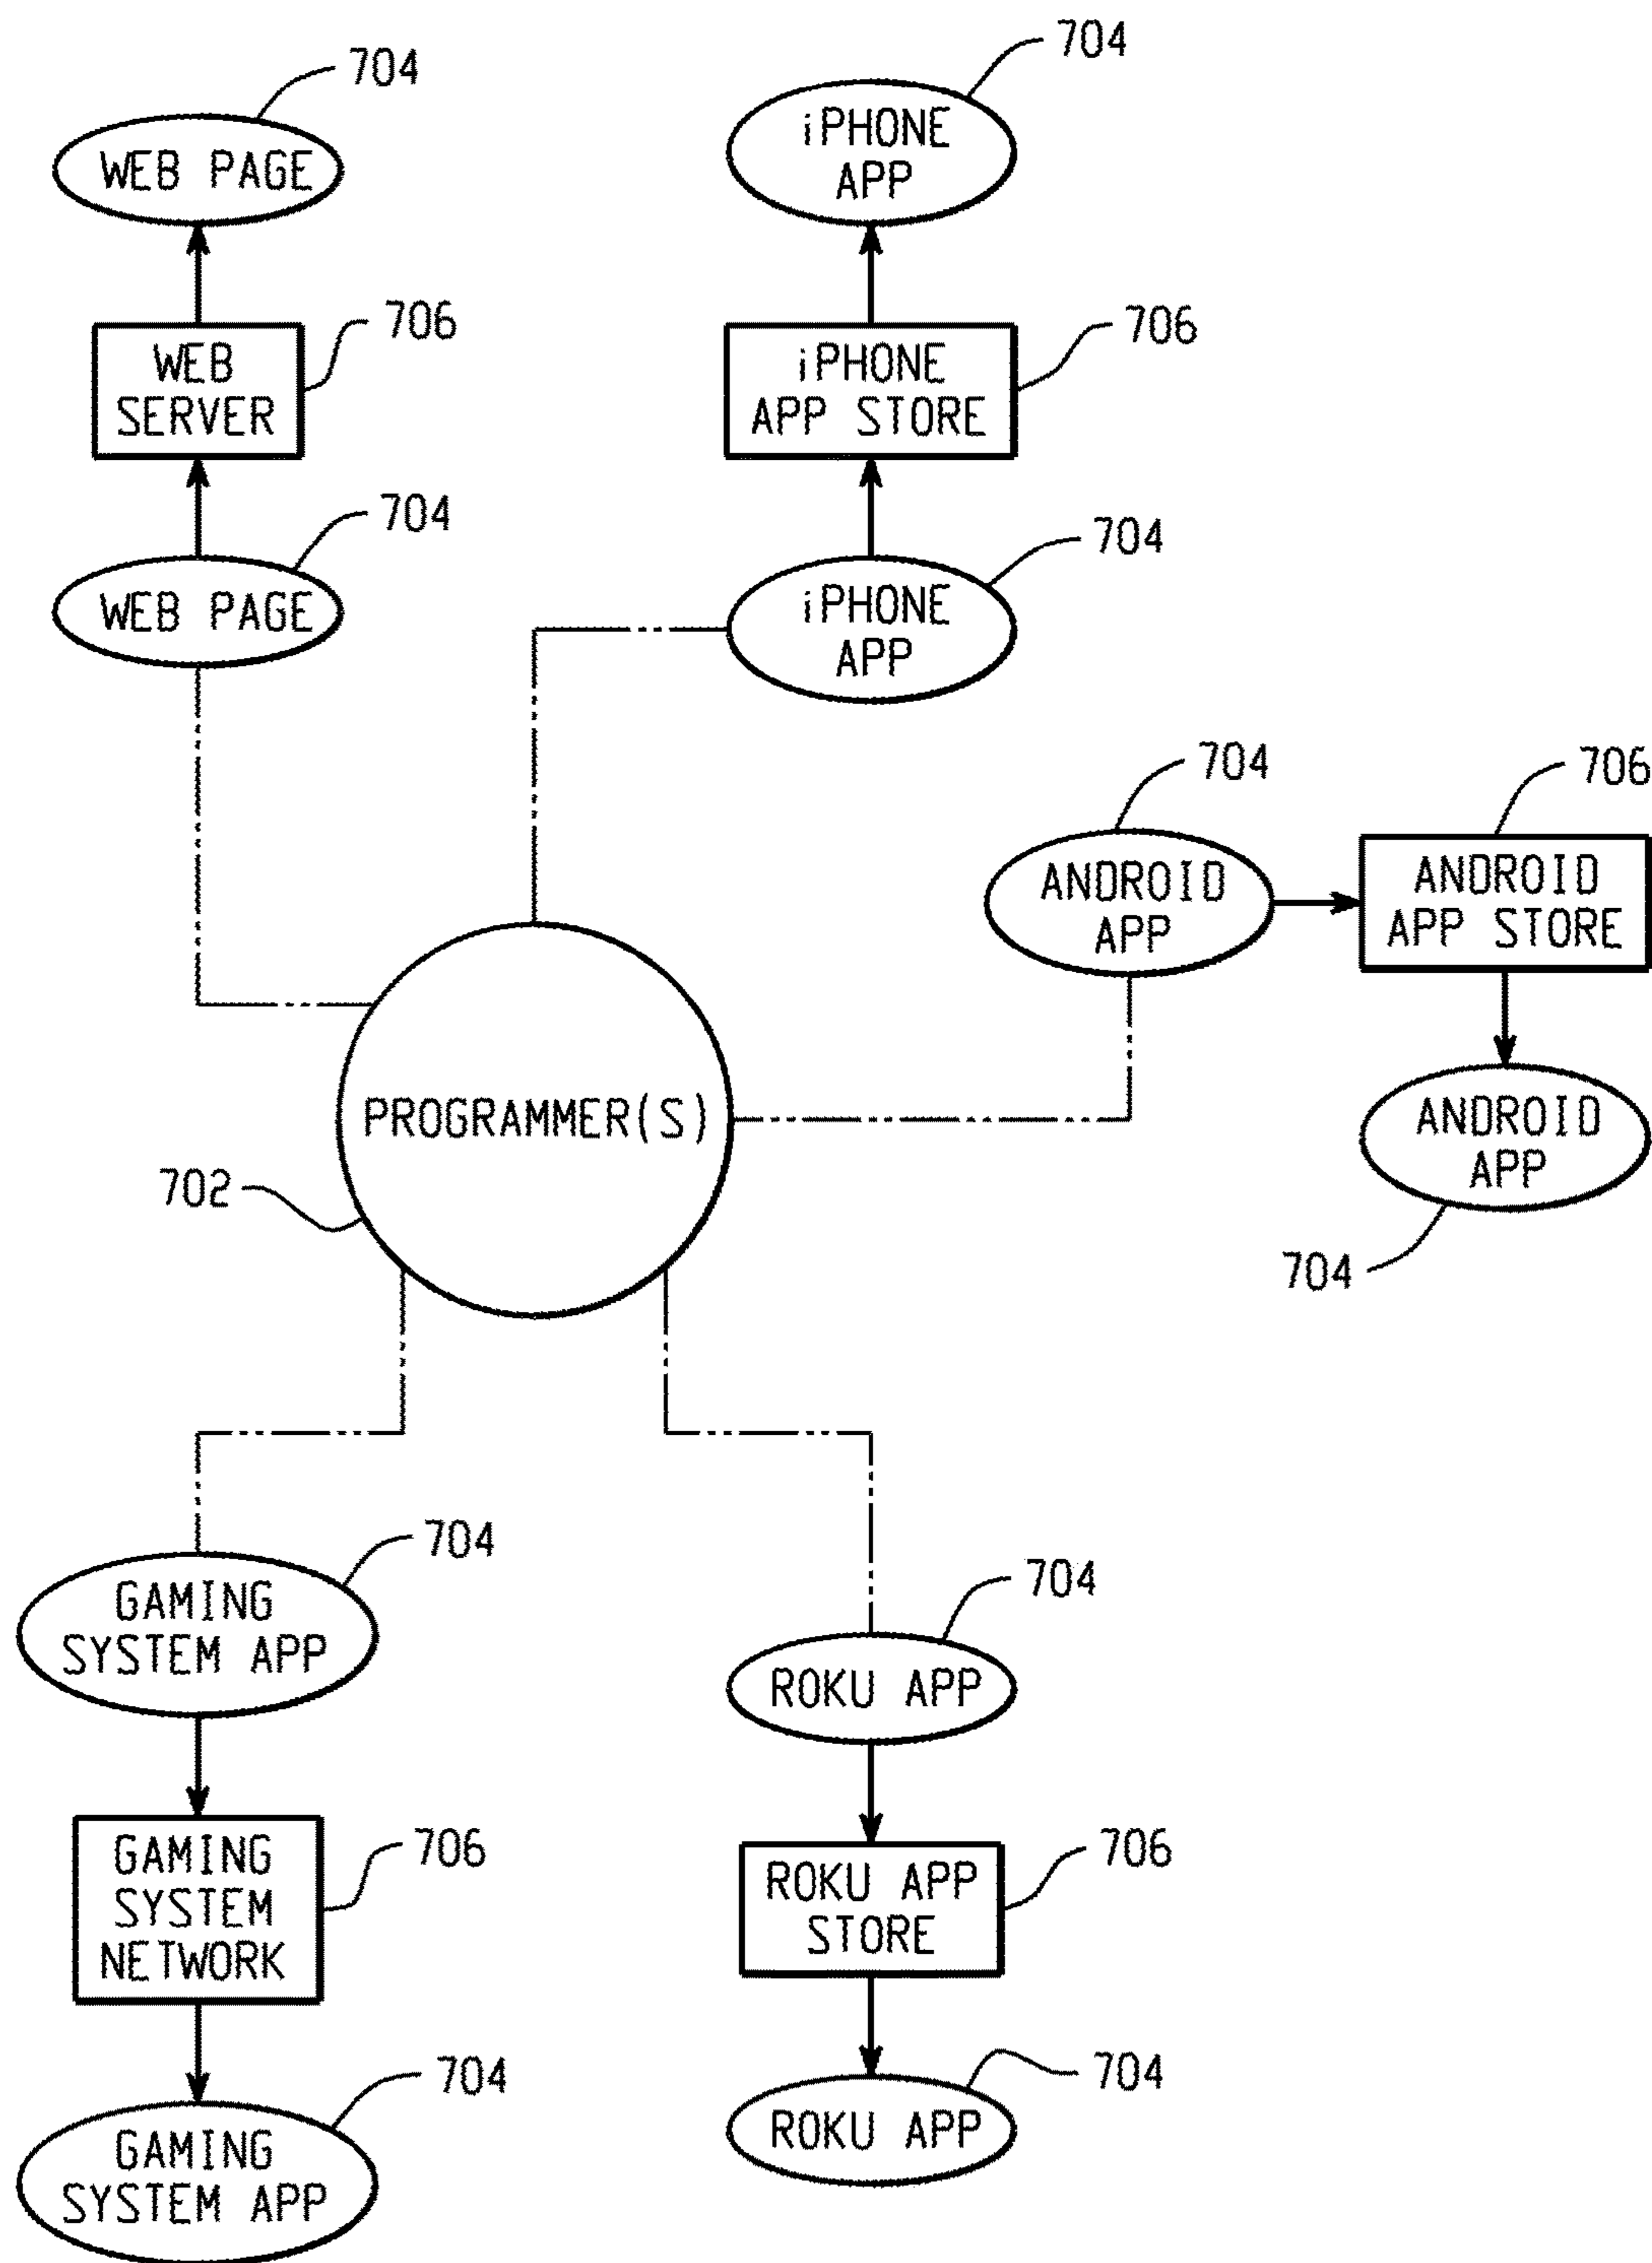 704
704
WEB PAGE
iPHONE
APP
706
706
WEB
SERVER
iPHONE
APP STORE
704
704
WEB PAGE
iPHONE
APP
704
706
ANDROID
APP
ANDROID
APP STORE
PROGRAMMER(S)
ANDROID
APP
702
704
704
704
GAMING
SYSTEM APP
ROKU APP
706
706
GAMING
SYSTEM
NETWORK
ROKU APP
STORE
704
704
GAMING
SYSTEM APP
ROKU APP